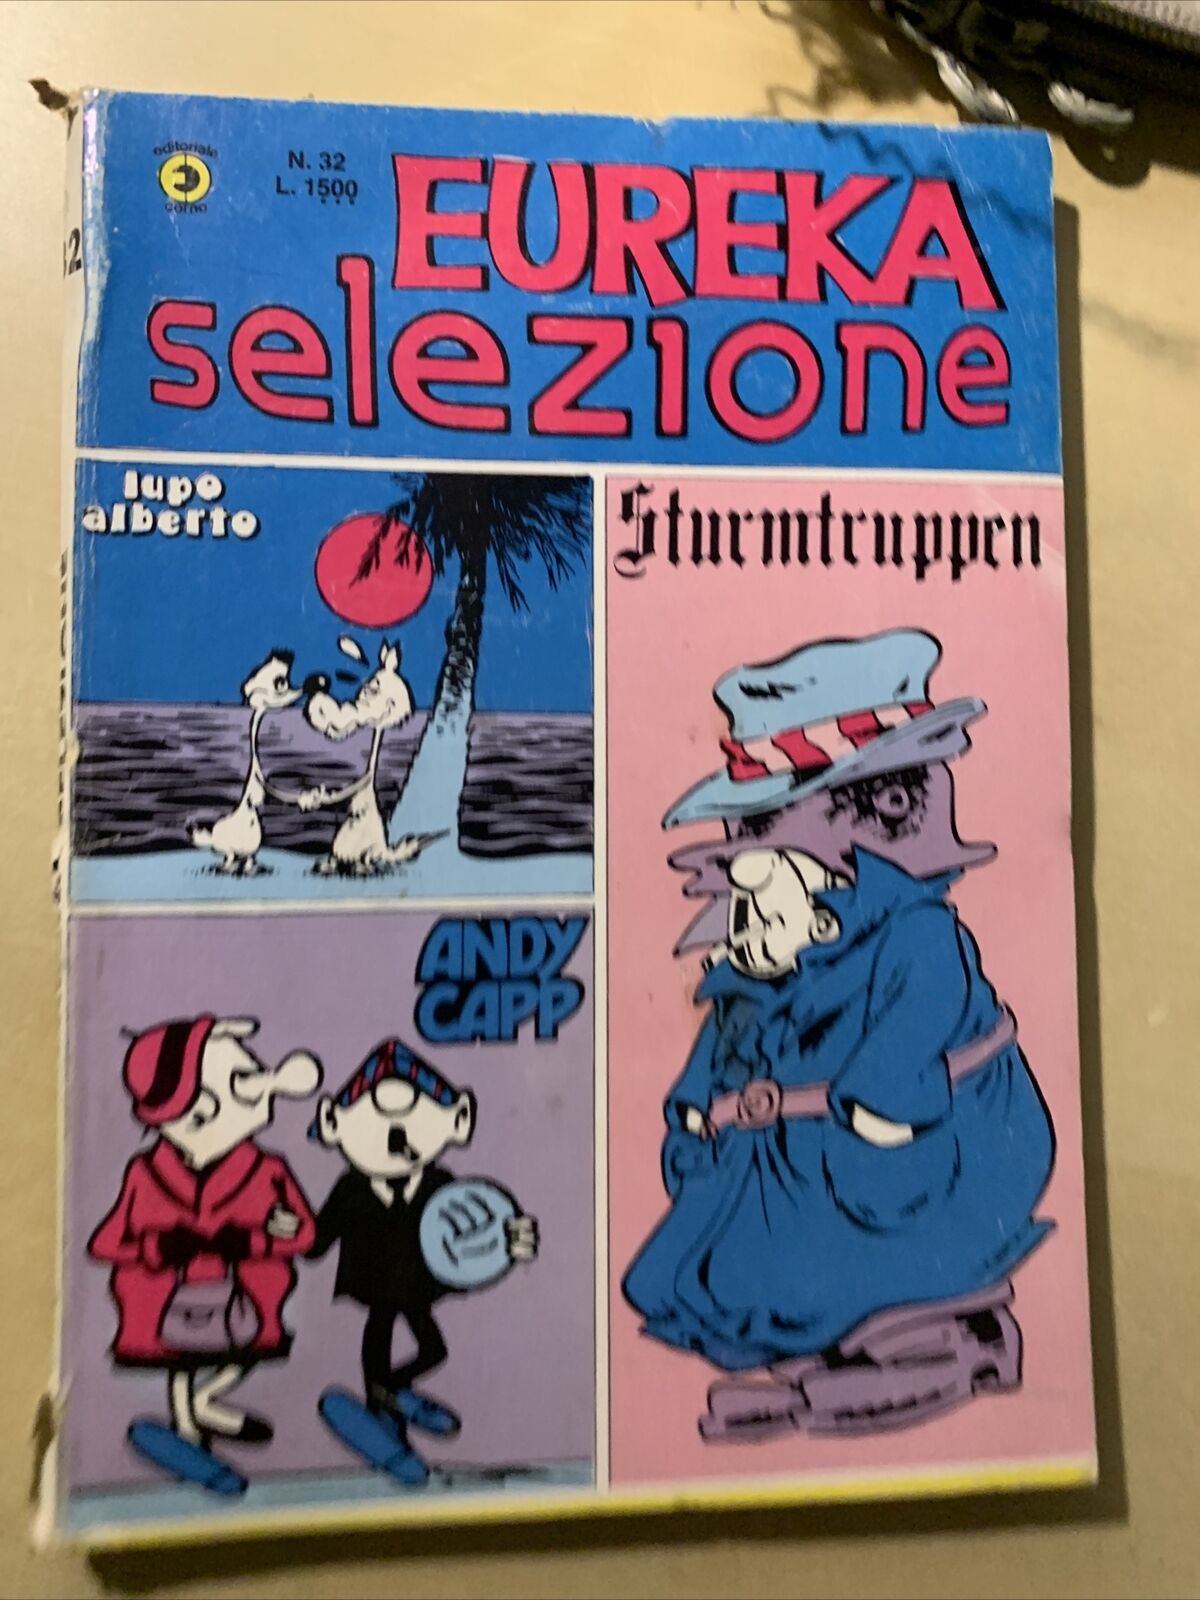 editoriale
corno
N. 32
L. 1500
EUREKA
selezione
lupo
alberto
Sturmtruppen
ANDY
CAPP